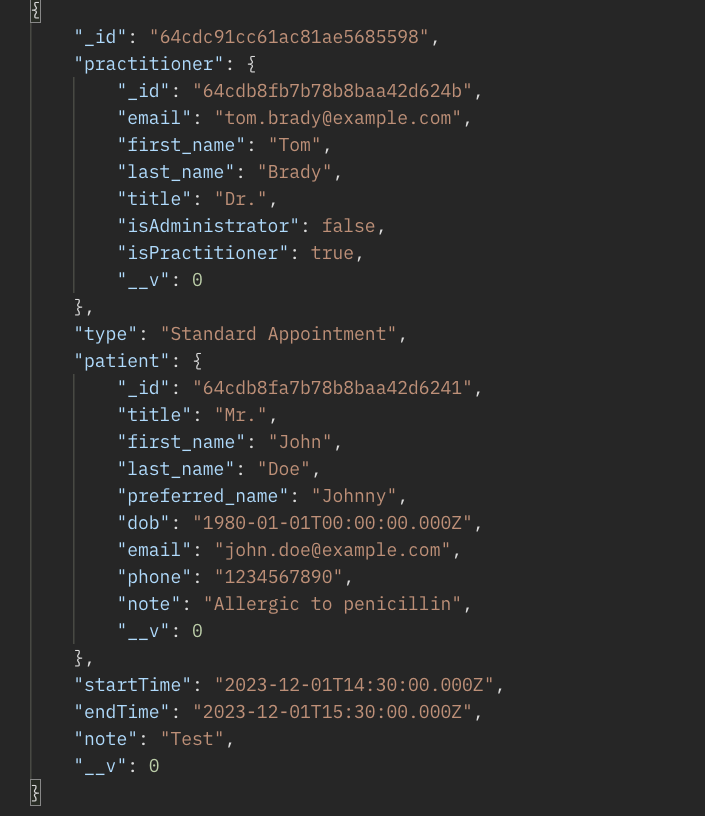 {
    "_id": "64cdc91cc61ac81ae5685598",
    "practitioner": {
        "_id": "64cdb8fb7b78b8baa42d624b",
        "email": "tom.brady@example.com",
        "first_name": "Tom",
        "last_name": "Brady",
        "title": "Dr.",
        "isAdministrator": false,
        "isPractitioner": true,
        "__v": 0
    },
    "type": "Standard Appointment",
    "patient": {
        "_id": "64cdb8fa7b78b8baa42d6241",
        "title": "Mr.",
        "first_name": "John",
        "last_name": "Doe",
        "preferred_name": "Johnny",
        "dob": "1980-01-01T00:00:00.000Z",
        "email": "john.doe@example.com",
        "phone": "1234567890",
        "note": "Allergic to penicillin",
        "__v": 0
    },
    "startTime": "2023-12-01T14:30:00.000Z",
    "endTime": "2023-12-01T15:30:00.000Z",
    "note": "Test",
    "__v": 0
}